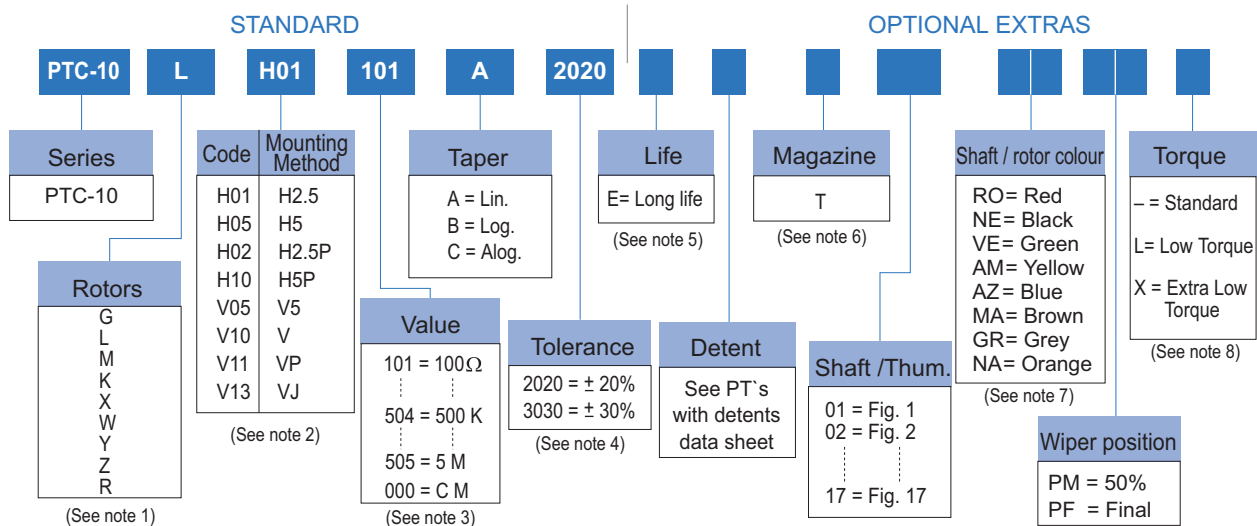 STANDARD
OPTIONAL EXTRAS
PTC-10 L H01 101 A 2020
Series
PTC-10
Rotors
G
L
M
K
X
W
Y
Z
R
(See note 1)
Code Mounting Method
H01 H2.5
H05 H5
H02 H2.5P
H10 H5P
V05 V5
V10 V
V11 VP
V13 VJ
(See note 2)
Value
101 = 100Ω
504 = 500 K
505 = 5 M
000 = C M
(See note 3)
Taper
A = Lin.
B = Log.
C = Alog.
Tolerance
2020 = ± 20%
3030 = ± 30%
(See note 4)
Life
E= Long life
(See note 5)
Detent
See PT`s
with detents
data sheet
Magazine
T
(See note 6)
Shaft /Thum.
01 = Fig. 1
02 = Fig. 2
17 = Fig. 17
Shaft / rotor colour
RO= Red
NE= Black
VE= Green
AM= Yellow
AZ= Blue
MA= Brown
GR= Grey
NA= Orange
(See note 7)
Wiper position
PM = 50%
PF = Final
Torque
– = Standard
L= Low Torque
X = Extra Low
Torque
(See note 8)